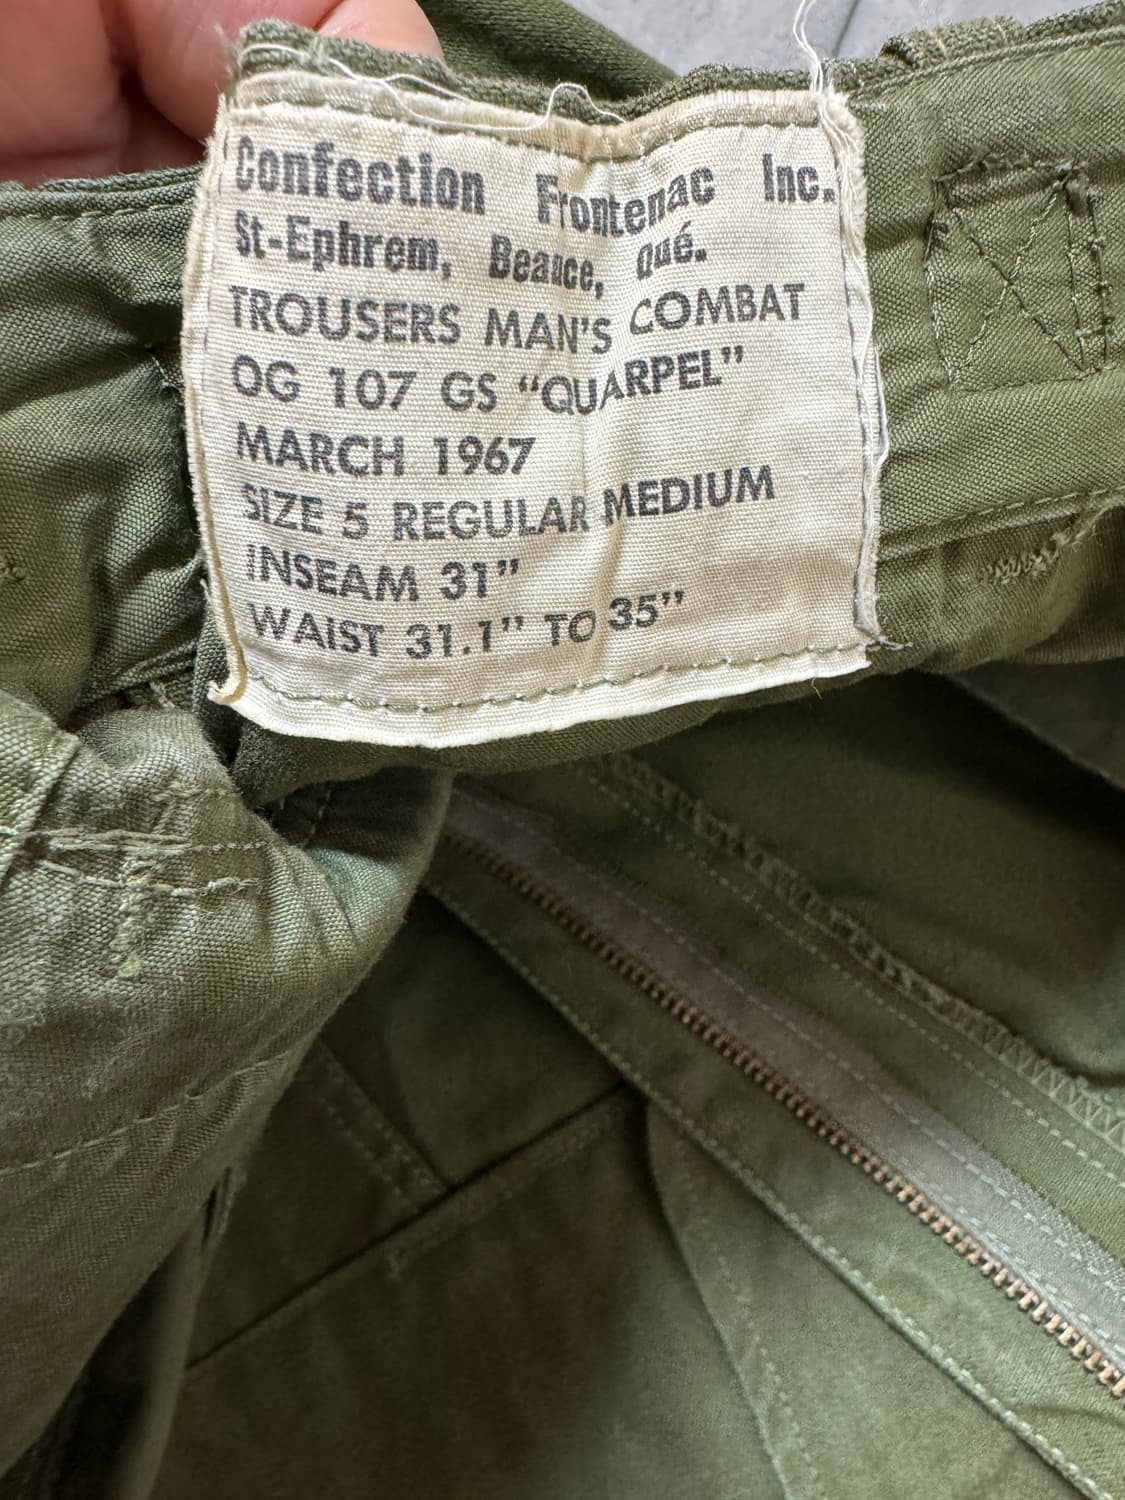 Confection Frontenac Inc.
St-Ephrem, Beauce, Qué.
TROUSERS MAN'S COMBAT
OG 107 GS "QUARPEL"
MARCH 1967
SIZE 5 REGULAR MEDIUM
INSEAM 31"
WAIST 31.1" TO 35"